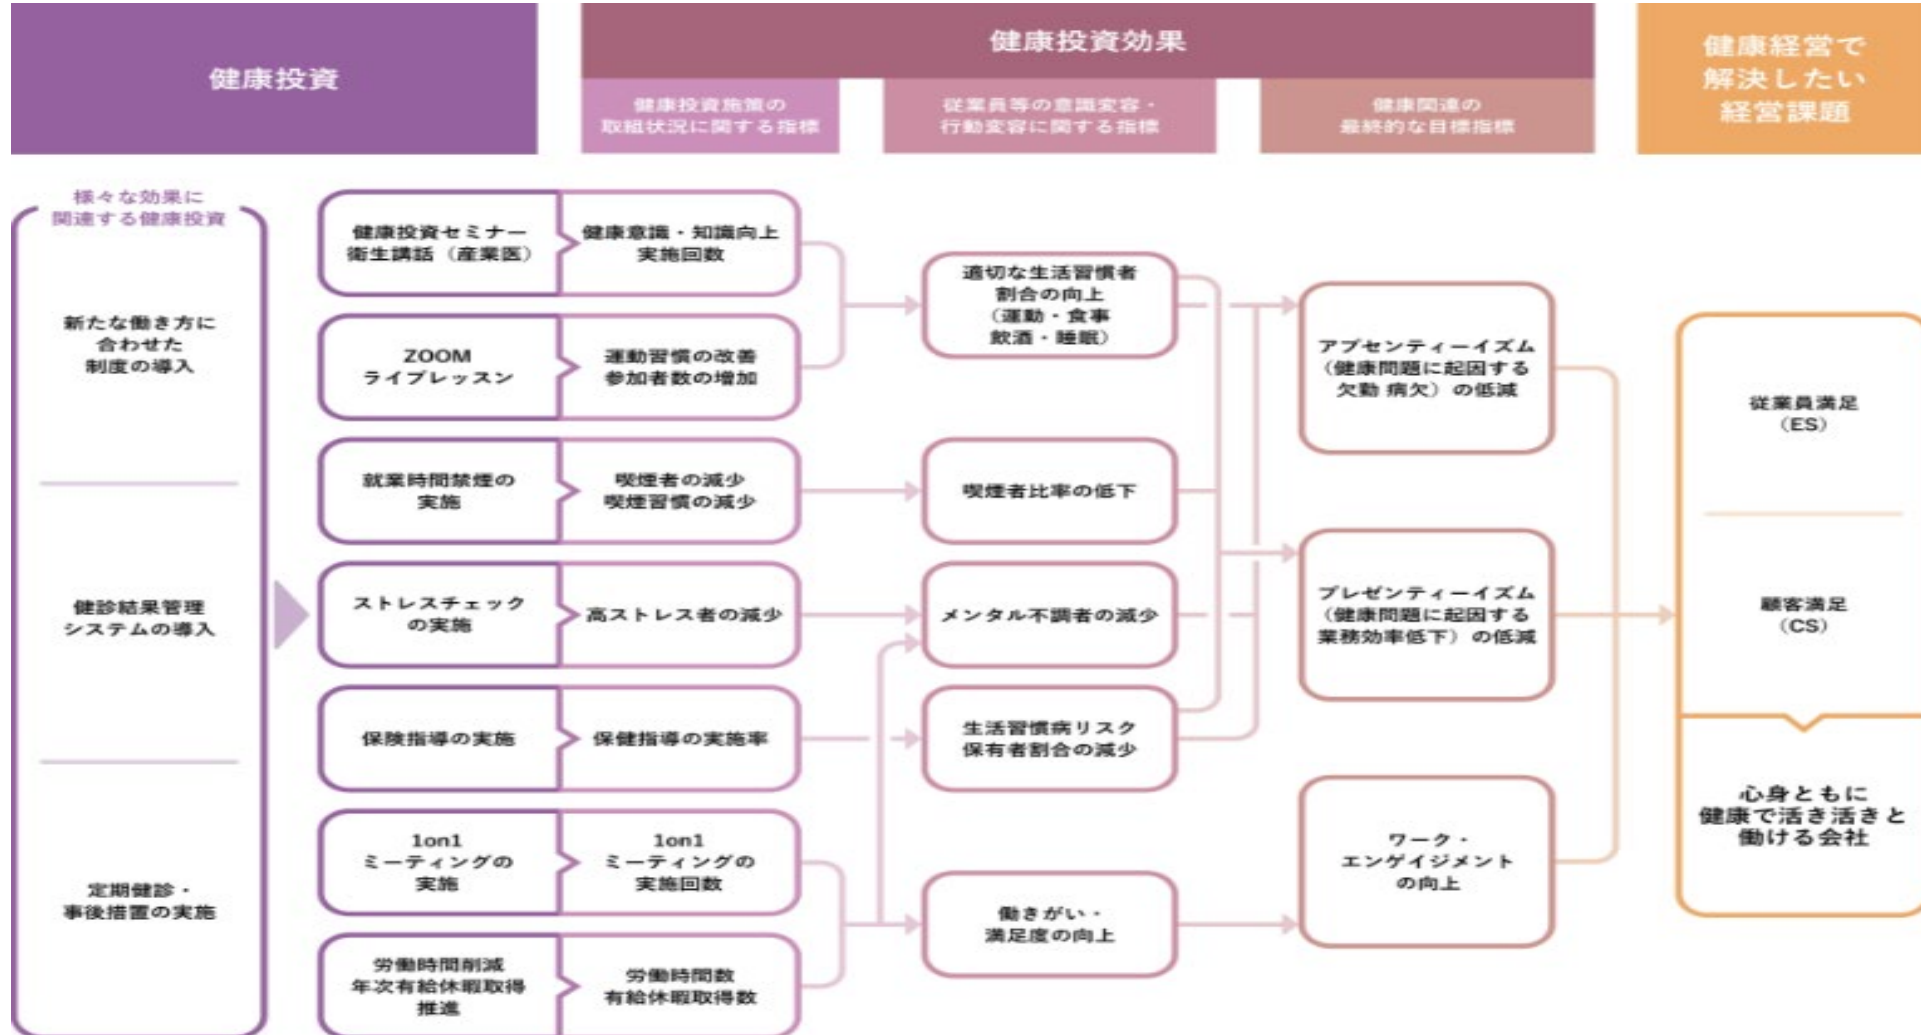 健康投資
健康投資効果
健康経営で
解決したい
経営課題
健康投資施策の
取組状況に関する指標
従業員等の意識変容・
行動変容に関する指標
健康関連の
最終的な目標指標
様々な効果に
関連する健康投資
新たな働き方に
合わせた
制度の導入
健診結果管理
システムの導入
定期健診・
事後措置の実施
健康投資セミナー
衛生講話（産業医）
健康意識・知識向上
実施回数
ZOOM
ライブレッスン
運動習慣の改善
参加者数の増加
就業時間禁煙の
実施
喫煙者の減少
喫煙習慣の減少
ストレスチェック
の実施
高ストレス者の減少
保険指導の実施
保健指導の実施率
1on1
ミーティングの
実施
1on1
ミーティングの
実施回数
労働時間削減
年次有給休暇取得
推進
労働時間数
有給休暇取得数
適切な生活習慣者
割合の向上
（運動・食事
飲酒・睡眠）
喫煙者比率の低下
メンタル不調者の減少
生活習慣病リスク
保有者割合の減少
働きがい・
満足度の向上
アブセンティーイズム
（健康問題に起因する
欠勤 病欠）の低減
プレゼンティーイズム
（健康問題に起因する
業務効率低下）の低減
ワーク・
エンゲイジメント
の向上
従業員満足
（ES）
顧客満足
（CS）
心身ともに
健康で活き活きと
働ける会社